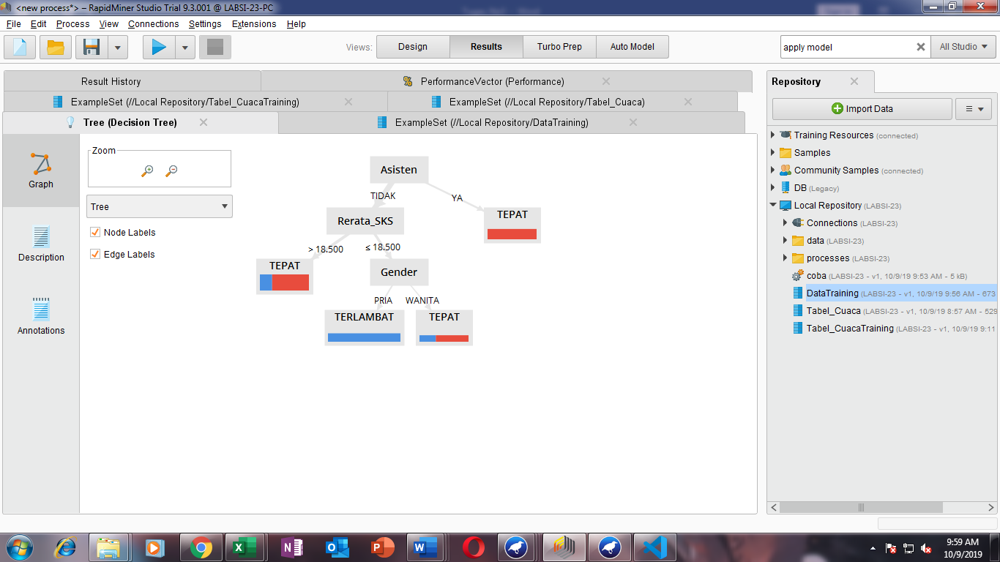 <new process*> – RapidMiner Studio Trial 9.3.001 @ LABSI-23-PC
File Edit Process View Connections Settings Extensions Help
Views: Design Results Turbo Prep Auto Model
apply model
All Studio
Result History
PerformanceVector (Performance)
ExampleSet (///Local Repository/Tabel_CuacaTraining)
ExampleSet (///Local Repository/Tabel_Cuaca)
Tree (Decision Tree)
ExampleSet (///Local Repository/DataTraining)
Graph
Description
Annotations
Zoom
Tree
Node Labels
Edge Labels
Asisten
TIDAK
YA
Rerata_SKS
TEPAT
> 18.500
≤ 18.500
TEPAT
Gender
PRIA
WANITA
TERLAMBAT
TEPAT
Repository
Import Data
Training Resources (connected)
Samples
Community Samples (connected)
DB (Legacy)
Local Repository (LABSI-23)
Connections (LABSI-23)
data (LABSI-23)
processes (LABSI-23)
coba (LABSI-23 - v1, 10/9/19 9:53 AM - 5 kB)
DataTraining (LABSI-23 - v1, 10/9/19 9:56 AM - 673
Tabel_Cuaca (LABSI-23 - v1, 10/9/19 8:57 AM - 529
Tabel_CuacaTraining (LABSI-23 - v1, 10/9/19 9:11
9:59 AM
10/9/2019